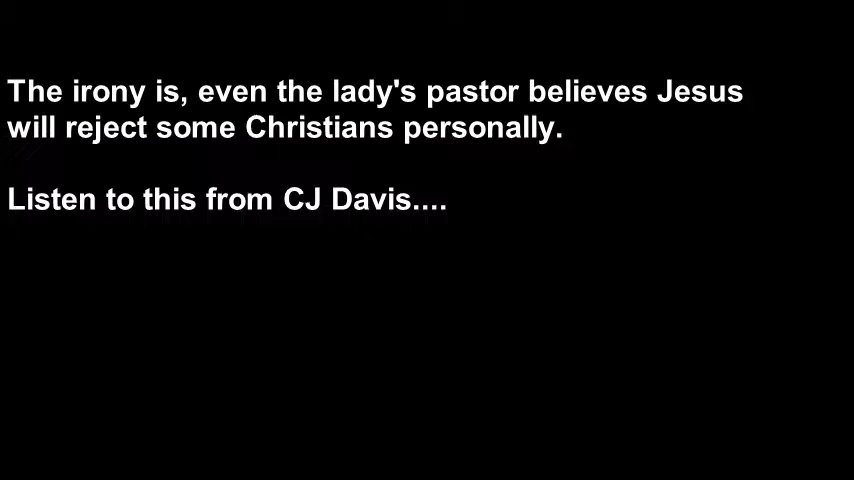 The irony is, even the lady's pastor believes Jesus
will reject some Christians personally.
Listen to this from CJ Davis....